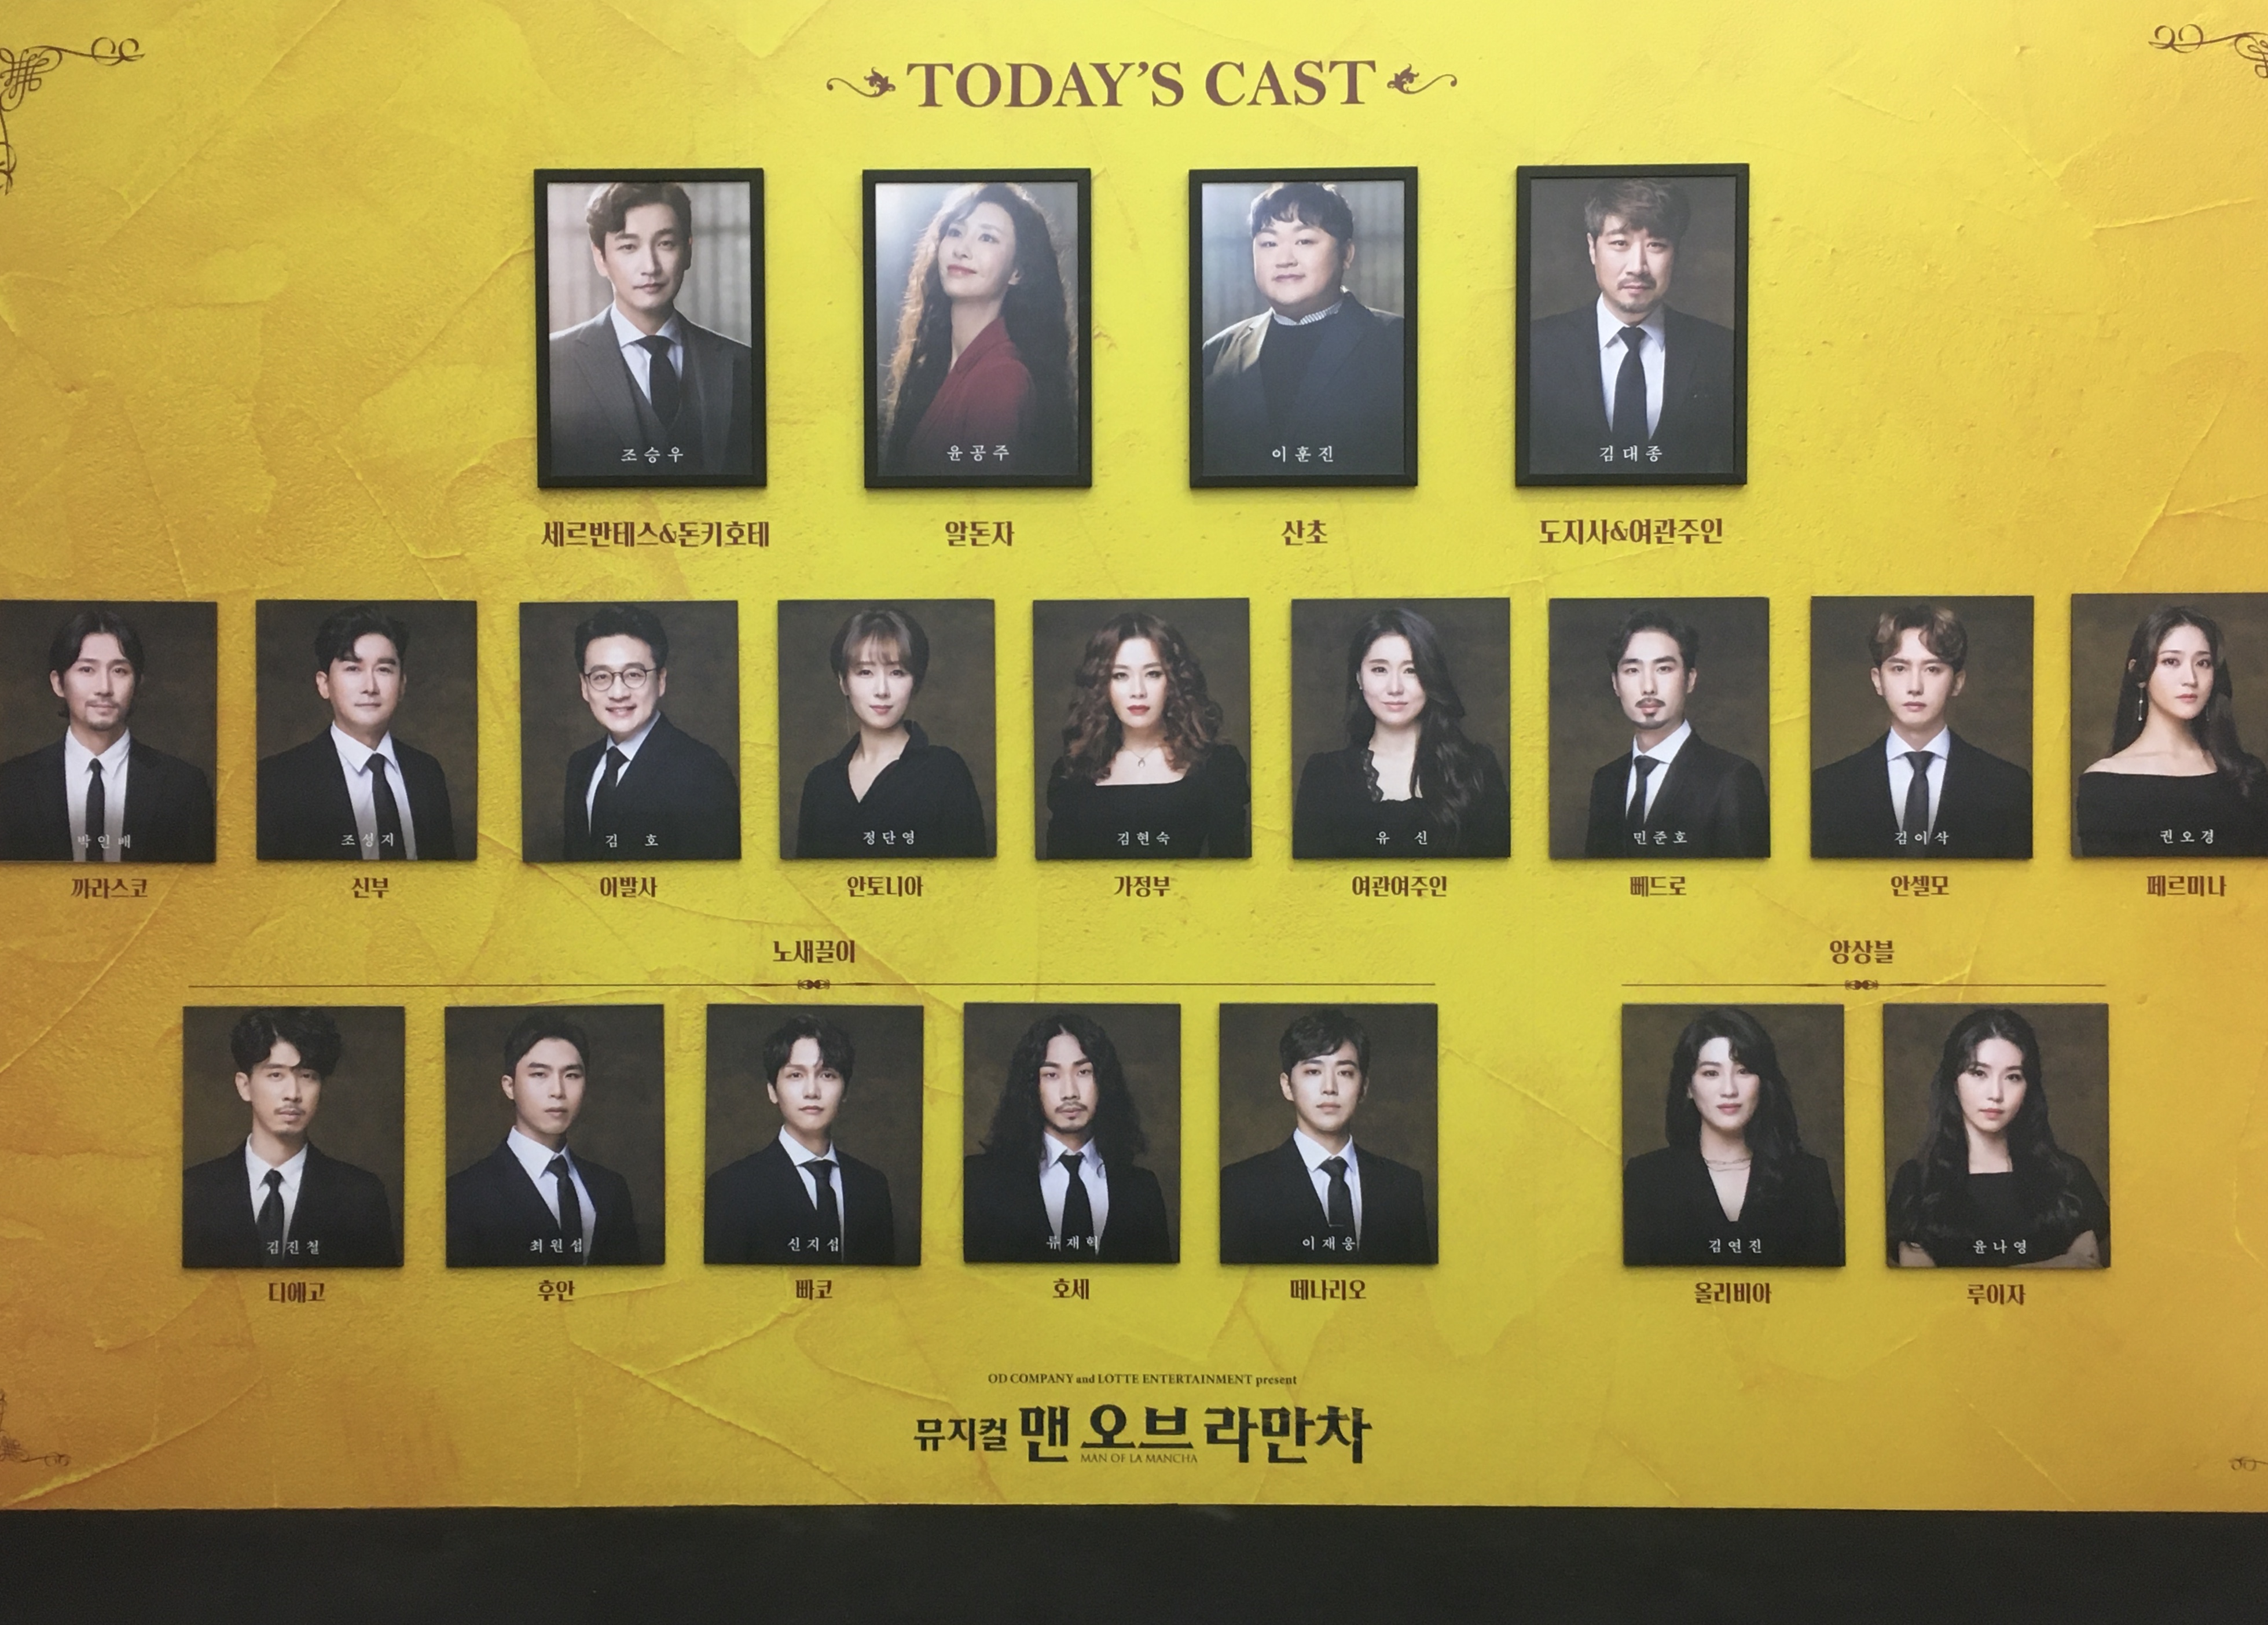 TODAY'S CAST
조승우 윤공주 이훈진 김대종
세르반테스&돈키호테 알돈자 산초 도지사&여관주인
박인배 조성지 김 호 정단영 김현숙 유 신 민준호 김이삭 권오경
까라스코 신부 이발사 안토니아 가정부 여관여주인 뻬드로 안셀모 페르미나
노새끌이 앙상블
김진철 최원섭 신지섭 류재혁 이재웅 김연진 윤나영
디에고 후안 빠코 호세 떼나리오 올리비아 루이자
OD COMPANY and LOTTE ENTERTAINMENT present
뮤지컬 맨 오브 라만차
MAN OF LA MANCHA